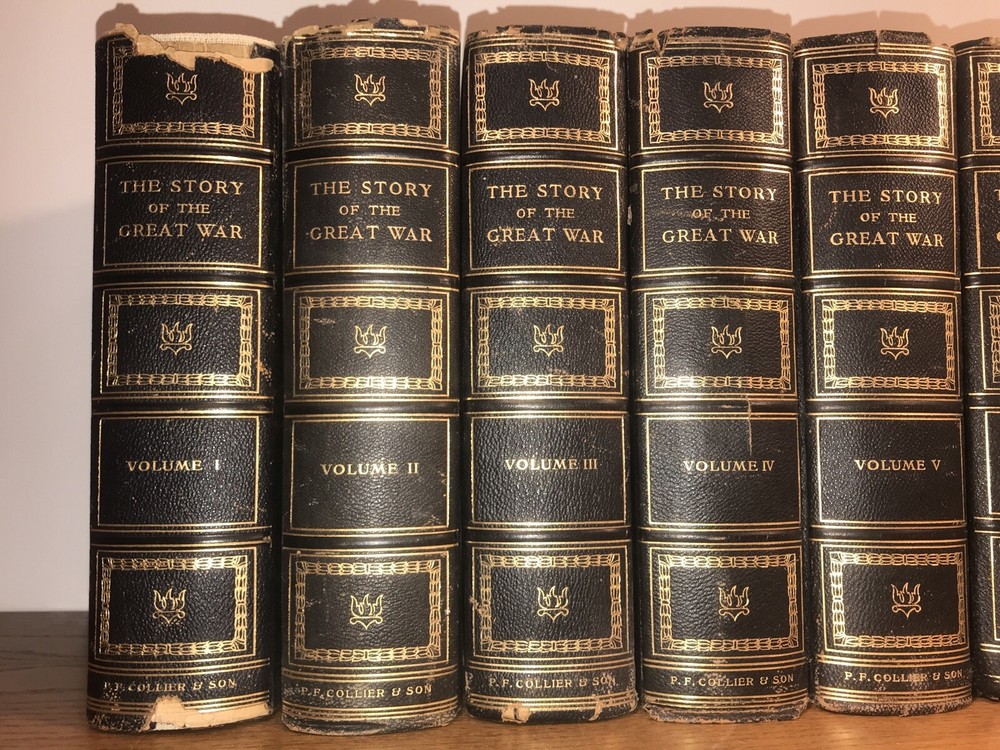 THE STORY
OF THE
GREAT WAR
VOLUME I
P. F. COLLIER & SON
THE STORY
OF THE
GREAT WAR
VOLUME II
P. F. COLLIER & SON
THE STORY
OF THE
GREAT WAR
VOLUME III
P. F. COLLIER & SON
THE STORY
OF THE
GREAT WAR
VOLUME IV
P. F. COLLIER & SON
THE STORY
OF THE
GREAT WAR
VOLUME V
P. F. COLLIER & SON